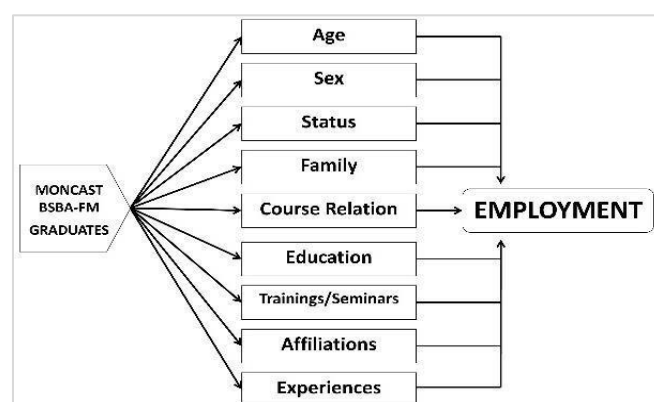 MONCAST
BSBA-FM
GRADUATES
Age
Sex
Status
Family
Course Relation
Education
Trainings/Seminars
Affiliations
Experiences
EMPLOYMENT